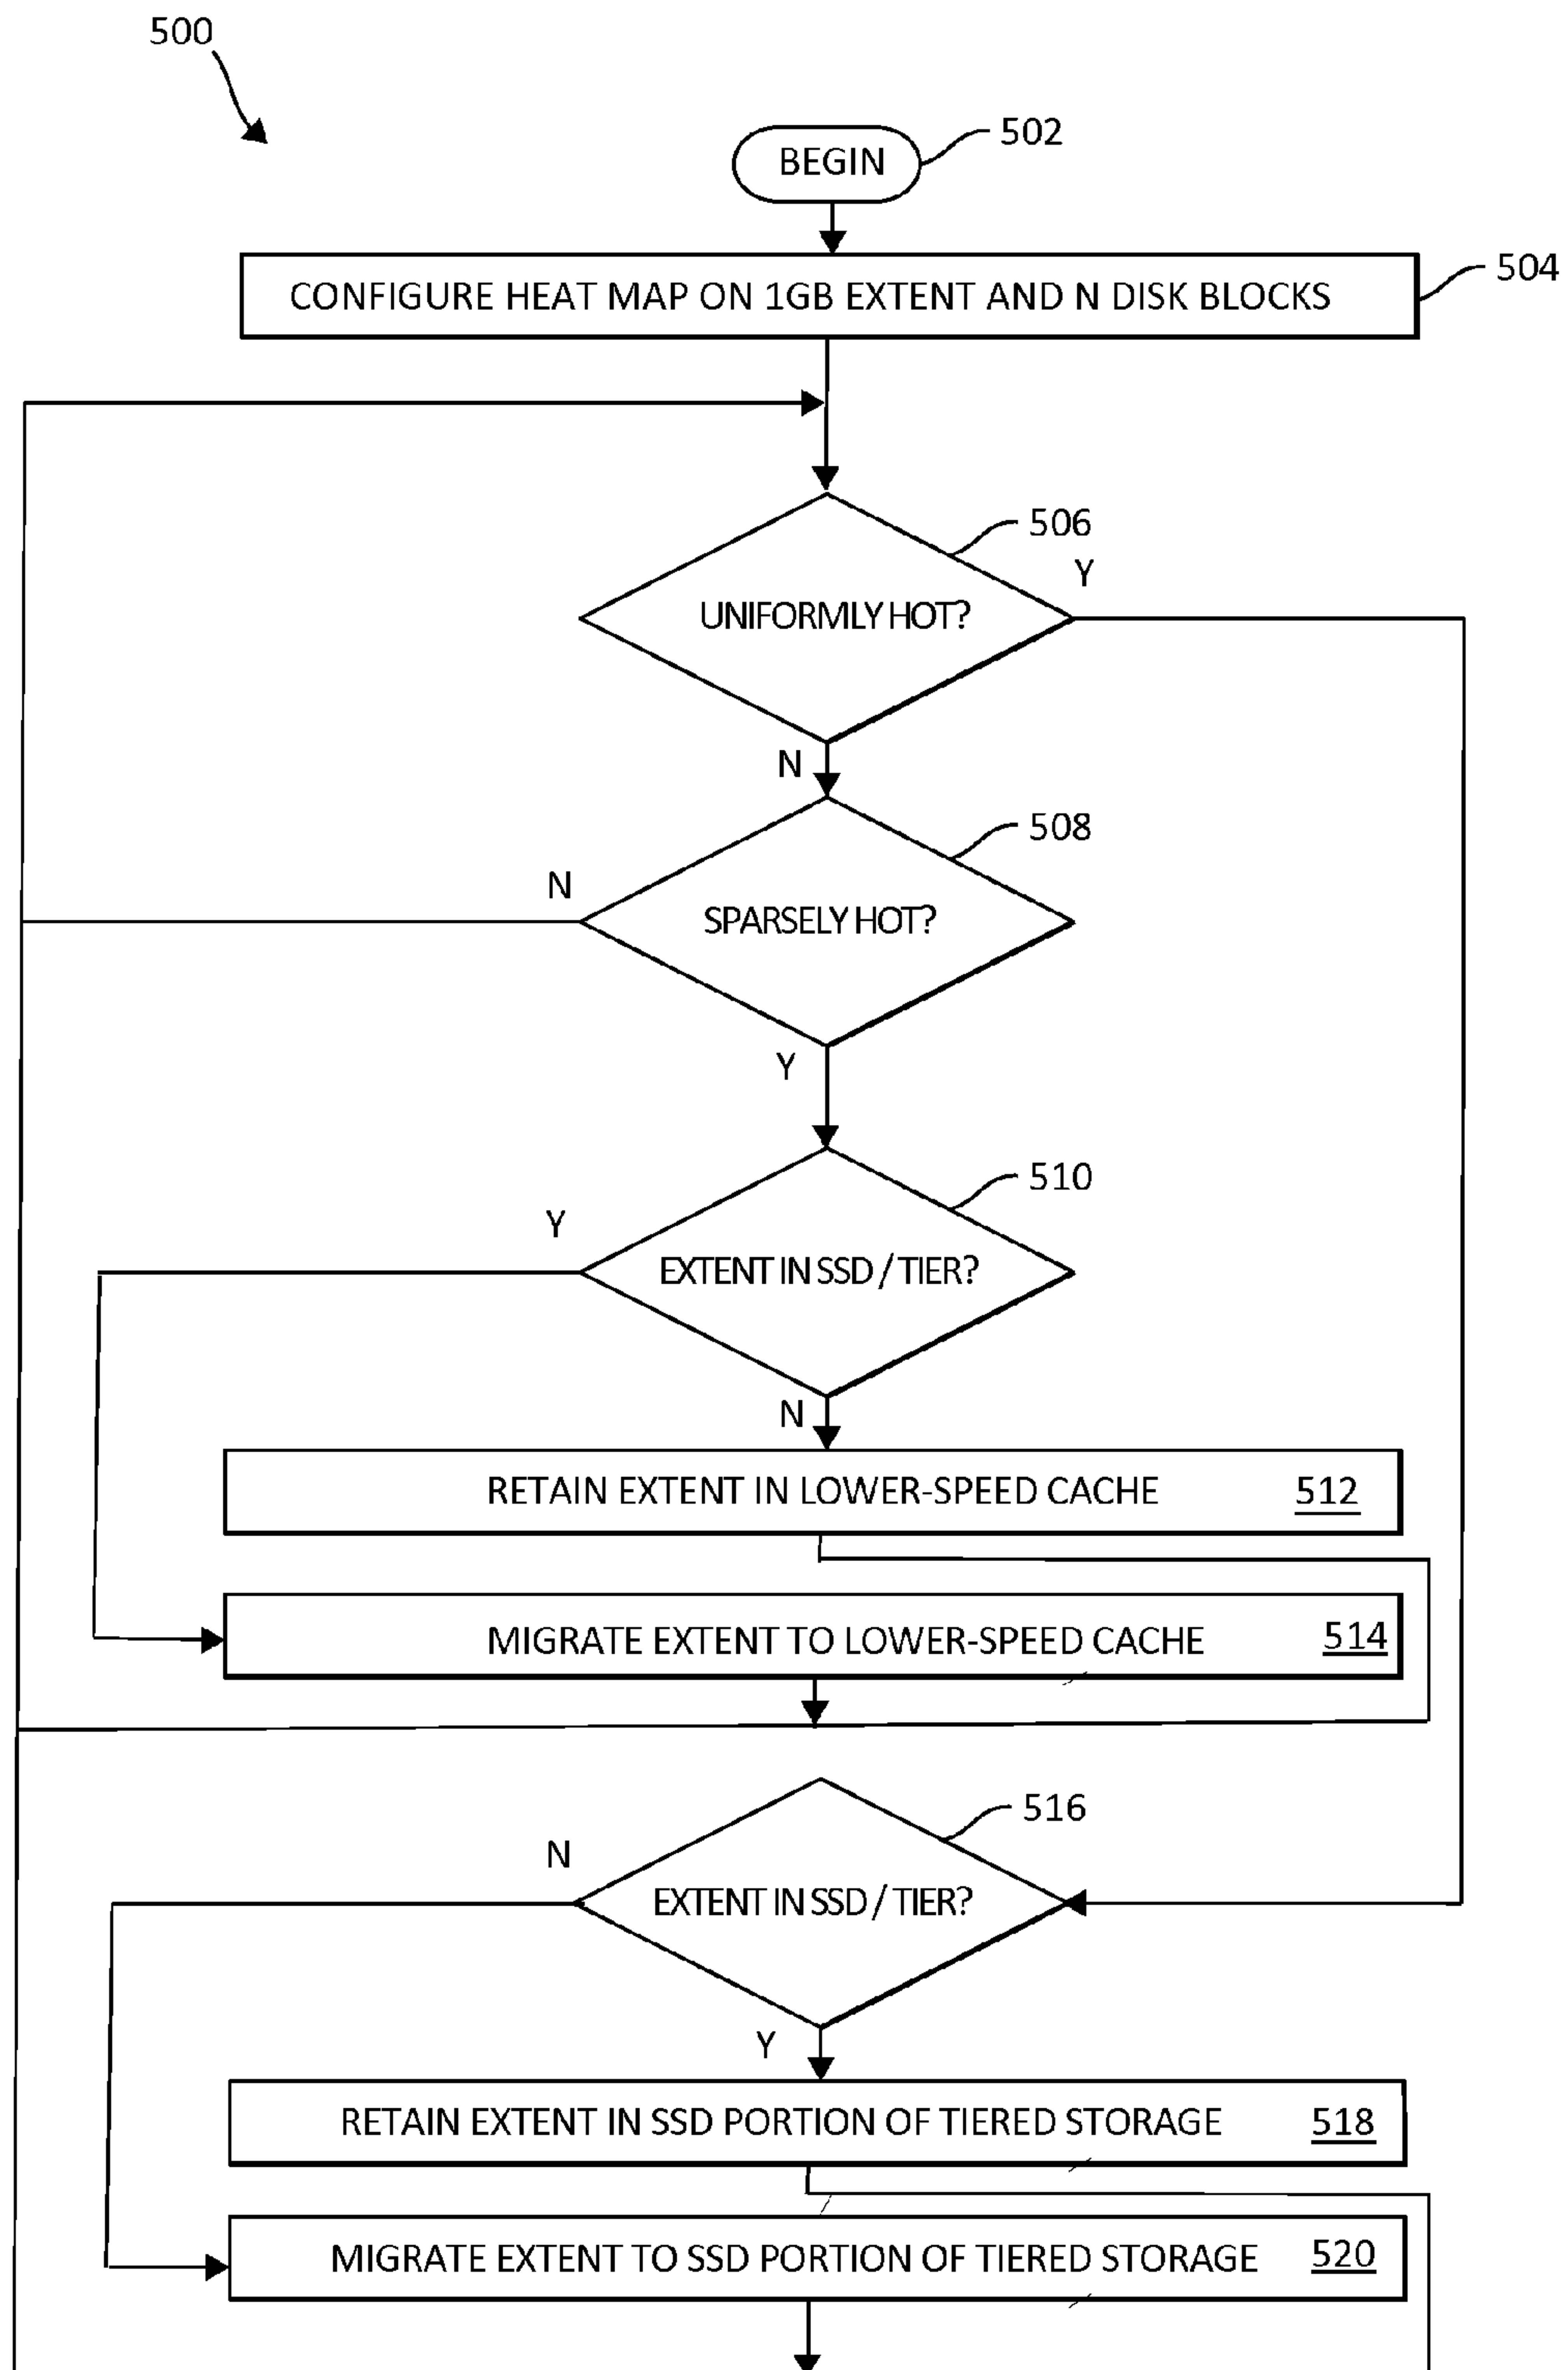 500
BEGIN
502
CONFIGURE HEAT MAP ON 1GB EXTENT AND N DISK BLOCKS
504
506
UNIFORMLY HOT?
Y
N
508
SPARSELY HOT?
N
Y
510
EXTENT IN SSD / TIER?
Y
N
RETAIN EXTENT IN LOWER-SPEED CACHE 512
MIGRATE EXTENT TO LOWER-SPEED CACHE 514
516
EXTENT IN SSD / TIER?
N
Y
RETAIN EXTENT IN SSD PORTION OF TIERED STORAGE 518
MIGRATE EXTENT TO SSD PORTION OF TIERED STORAGE 520